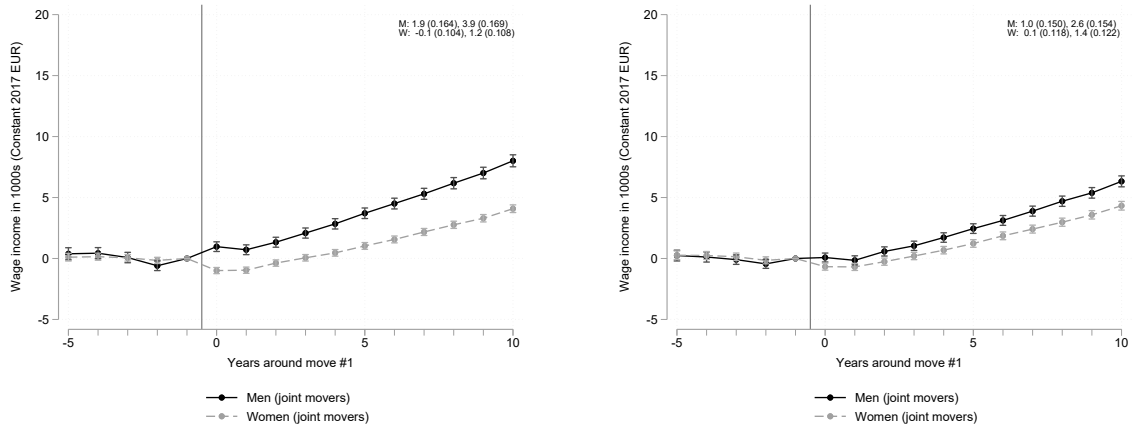 20
15
10
5
0
-5
Wage income in 1000s (Constant 2017 EUR)
M: 1.9 (0.164), 3.9 (0.169)
W: -0.1 (0.104), 1.2 (0.108)
-5
0
5
10
Years around move #1
Men (joint movers)
Women (joint movers)
20
15
10
5
0
-5
Wage income in 1000s (Constant 2017 EUR)
M: 1.0 (0.150), 2.6 (0.154)
W: 0.1 (0.118), 1.4 (0.122)
-5
0
5
10
Years around move #1
Men (joint movers)
Women (joint movers)